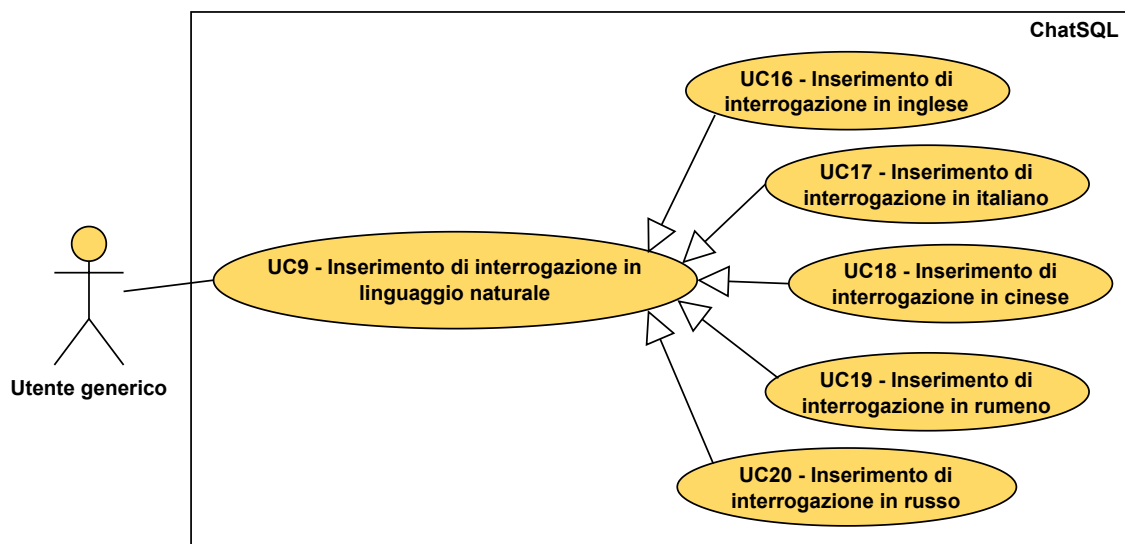 ChatSQL
UC16 - Inserimento di
interrogazione in inglese
UC17 - Inserimento di
interrogazione in italiano
UC9 - Inserimento di interrogazione in
linguaggio naturale
UC18 - Inserimento di
interrogazione in cinese
Utente generico
UC19 - Inserimento di
interrogazione in rumeno
UC20 - Inserimento di
interrogazione in russo